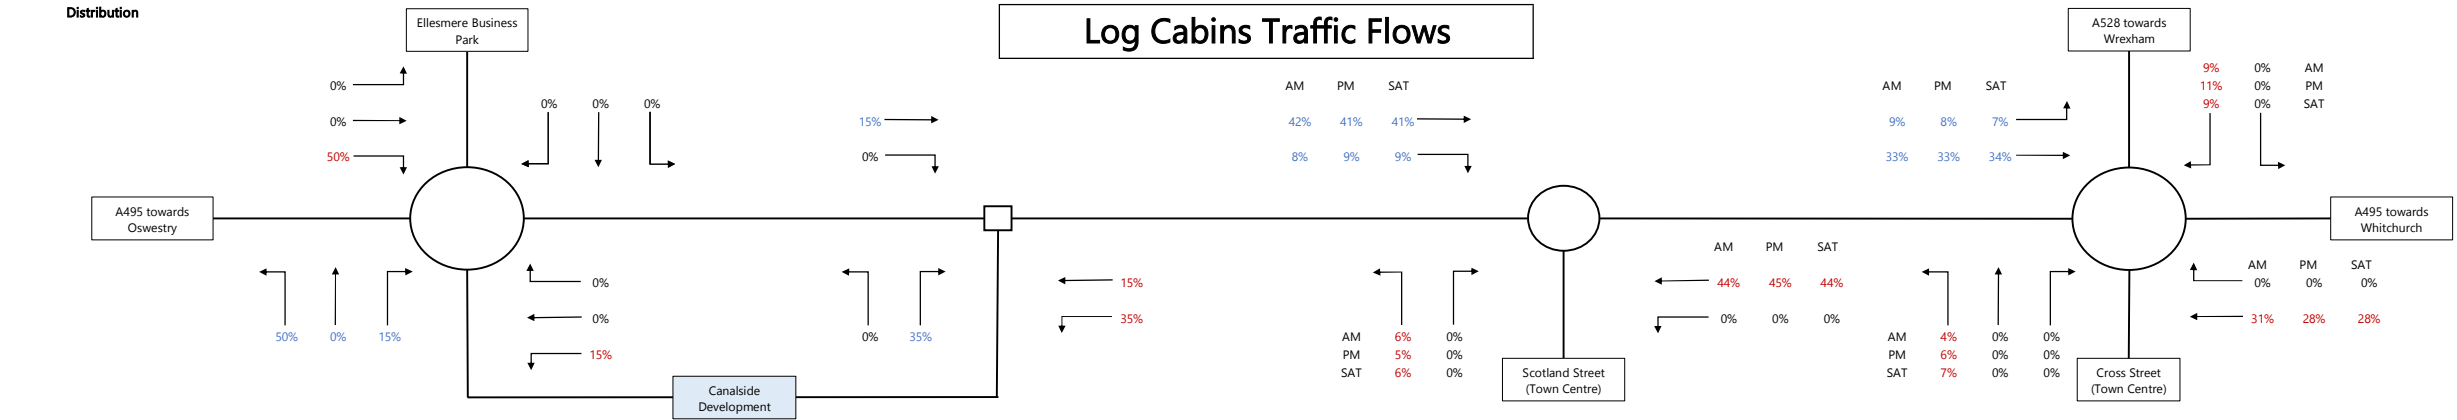 Distribution
Log Cabins Traffic Flows
Ellesmere Business
Park
0%
0%
50%
0% 0% 0%
A495 towards
Oswestry
50% 0% 15%
0%
0%
15%
Canalside
Development
15%
0%
0% 35%
15%
35%
AM PM SAT
42% 41% 41%
8% 9% 9%
AM 6% 0%
PM 5% 0%
SAT 6% 0%
Scotland Street
(Town Centre)
AM PM SAT
44% 45% 44%
0% 0% 0%
AM PM SAT
9% 8% 7%
33% 33% 34%
A528 towards
Wrexham
9% 0% AM
11% 0% PM
9% 0% SAT
A495 towards
Whitchurch
AM PM SAT
0% 0% 0%
31% 28% 28%
AM 4% 0% 0%
PM 6% 0% 0%
SAT 7% 0% 0%
Cross Street
(Town Centre)